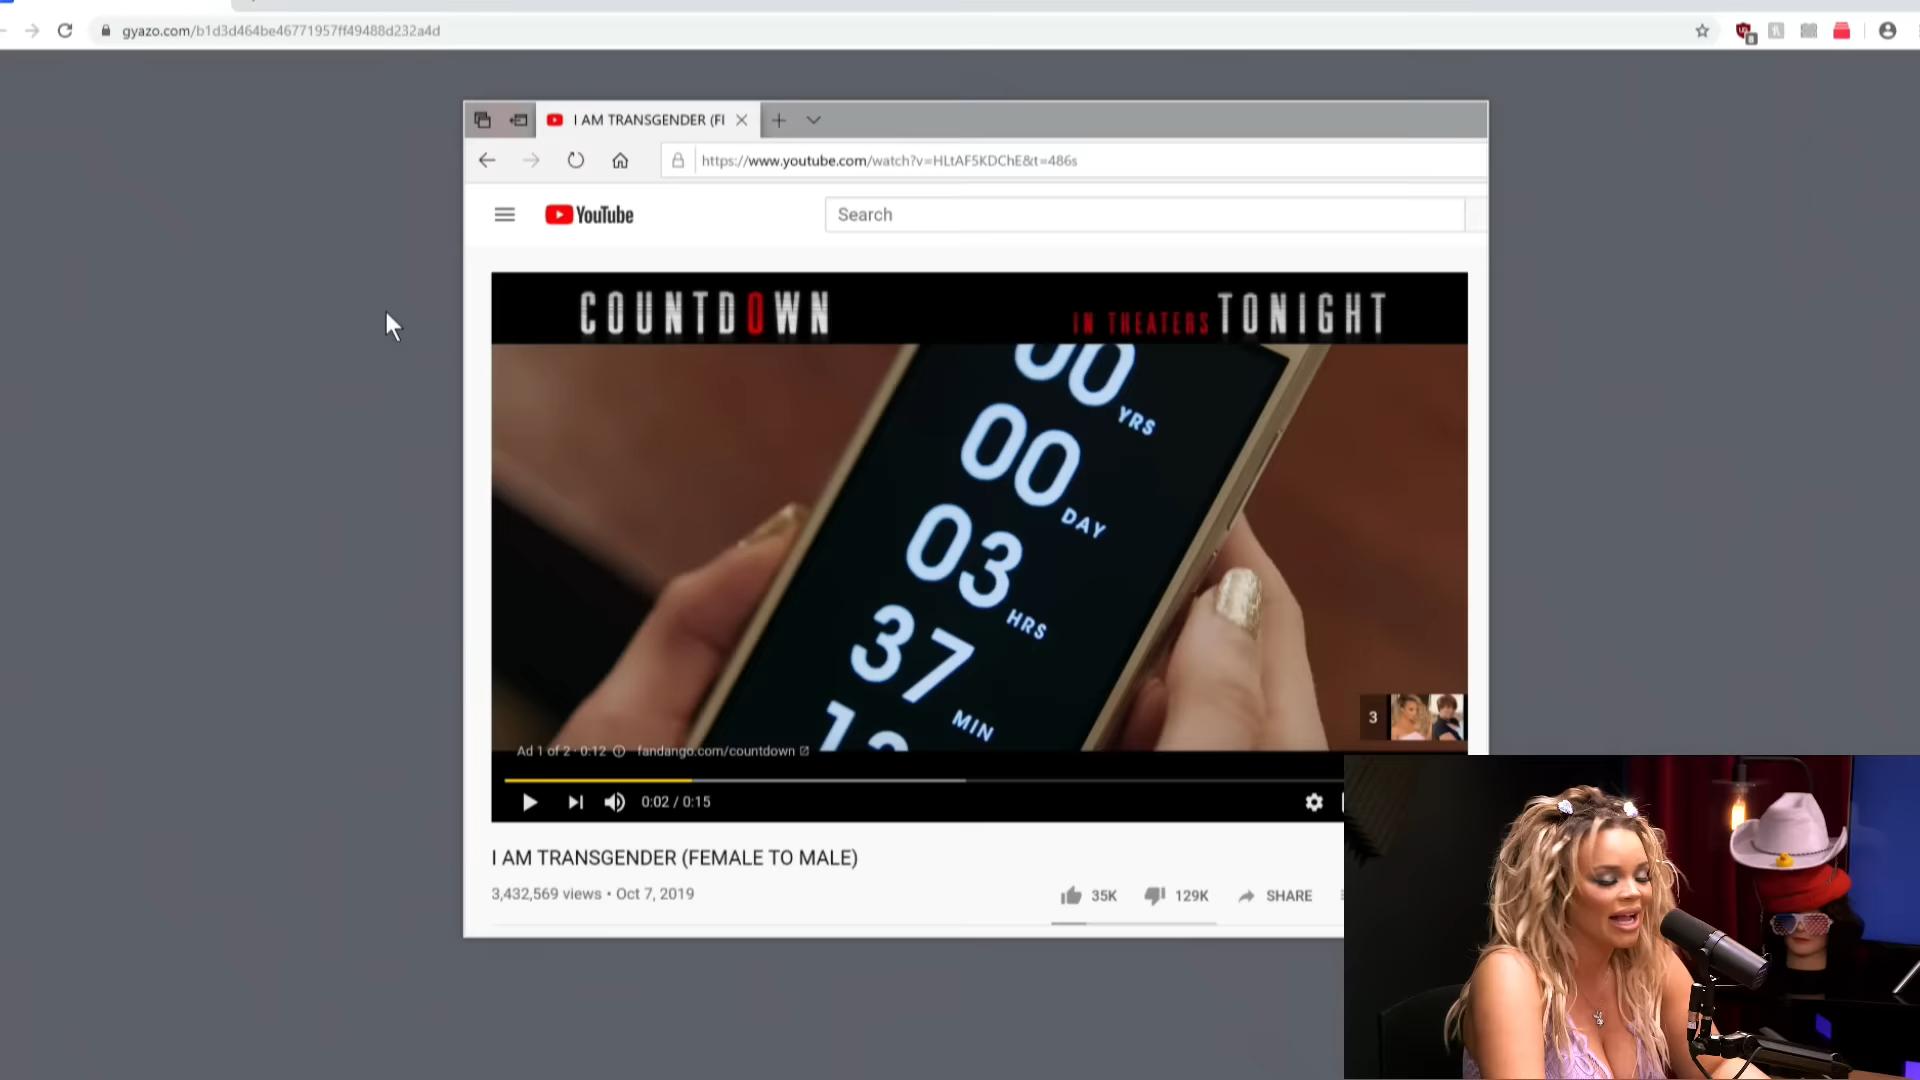 gyazo.com/b1d3d464be46771957ff49488d232a4d
I AM TRANSGENDER (FI
https://www.youtube.com/watch?v=HLtAF5KDChE&t=486s
YouTube
Search
COUNTDOWN
IN THEATERS TONIGHT
00 YRS
00 DAY
03 HRS
37 MIN
3
Ad 1 of 2 · 0:12
fandango.com/countdown
0:02 / 0:15
I AM TRANSGENDER (FEMALE TO MALE)
3,432,569 views • Oct 7, 2019
35K
129K
SHARE